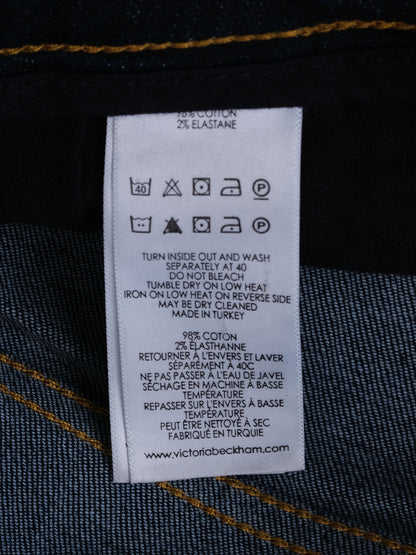 98% COTTON
2% ELASTANE
40
P
P
TURN INSIDE OUT AND WASH
SEPARATELY AT 40
DO NOT BLEACH
TUMBLE DRY ON LOW HEAT
IRON ON LOW HEAT ON REVERSE SIDE
MAY BE DRY CLEANED
MADE IN TURKEY
98% COTON
2% ELASTHANNE
RETOURNER À L'ENVERS ET LAVER
SÉPARÉMENT À 40C
NE PAS PASSER À L'EAU DE JAVEL
SÉCHAGE EN MACHINE À BASSE
TEMPÉRATURE
REPASSER SUR L'ENVERS À BASSE
TEMPÉRATURE
PEUT ÊTRE NETTOYÉ À SEC
FABRIQUÉ EN TURQUIE
www.victoriabeckham.com